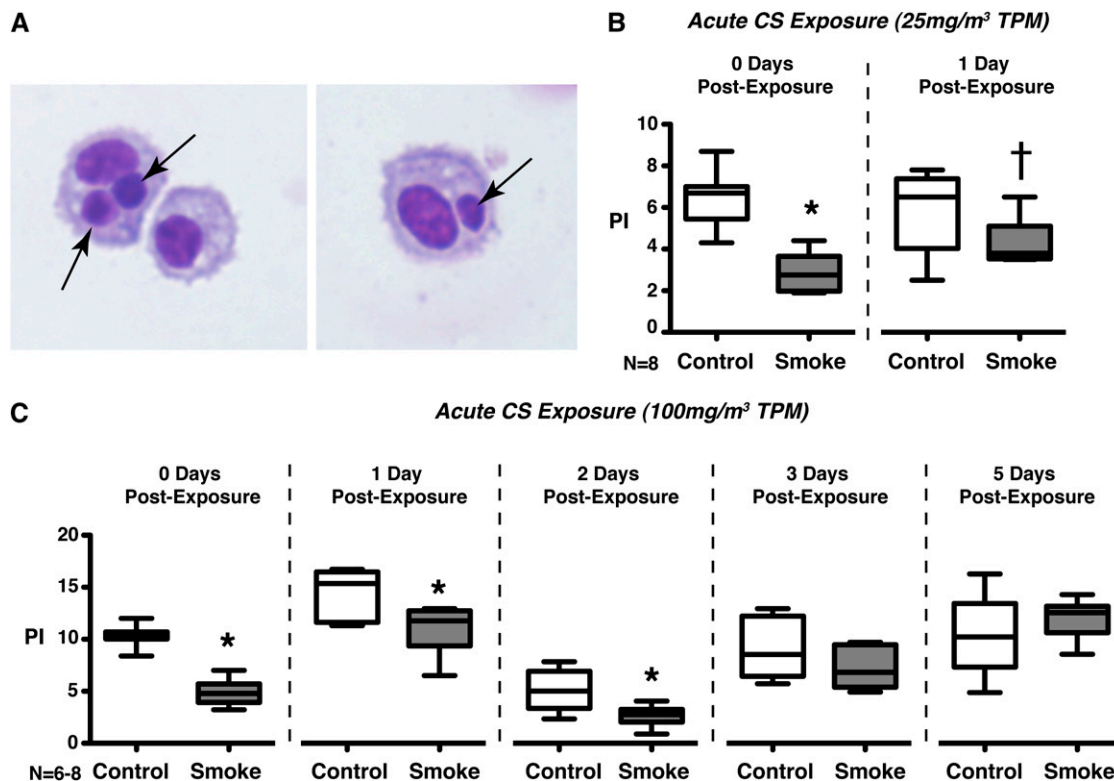 A
B
Acute CS Exposure (25mg/m³ TPM)
0 Days
Post-Exposure
1 Day
Post-Exposure
10
8
6
4
2
0
PI
*
†
N=8
Control
Smoke
Control
Smoke
C
Acute CS Exposure (100mg/m³ TPM)
0 Days
Post-Exposure
1 Day
Post-Exposure
2 Days
Post-Exposure
3 Days
Post-Exposure
5 Days
Post-Exposure
20
15
10
5
0
PI
*
*
*
N=6-8
Control
Smoke
Control
Smoke
Control
Smoke
Control
Smoke
Control
Smoke